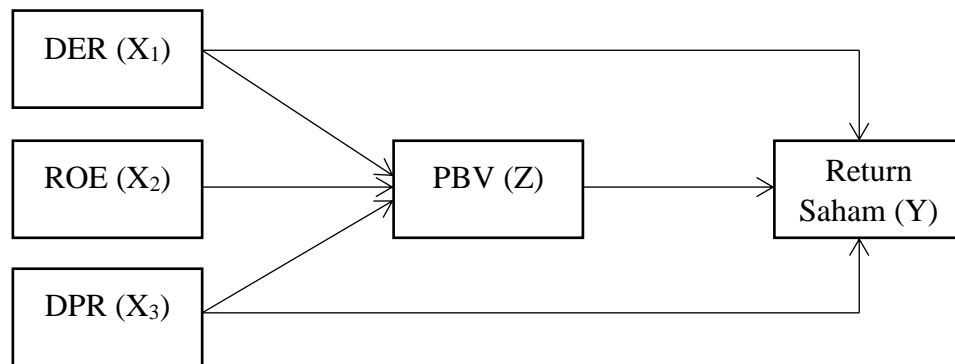 DER (X₁)
ROE (X₂)
PBV (Z)
Return
Saham (Y)
DPR (X₃)